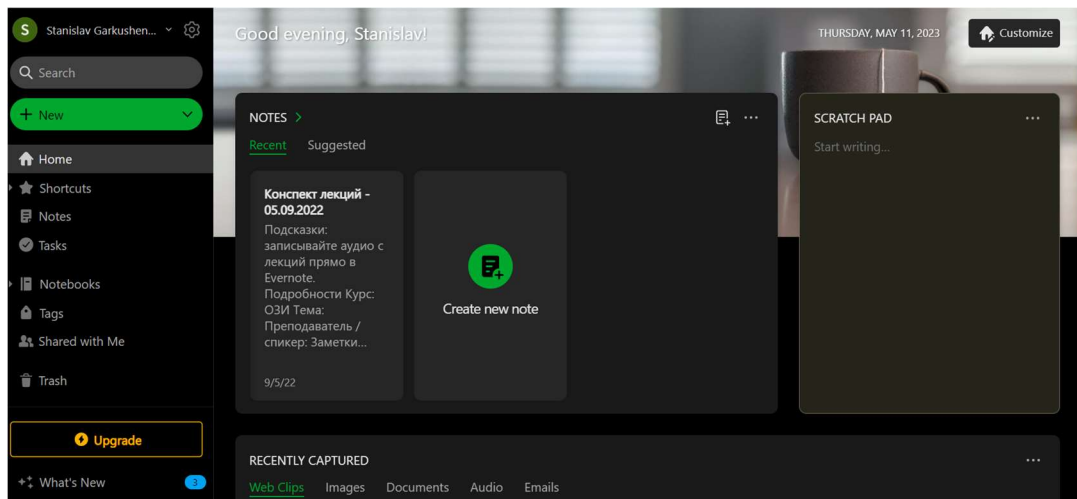 S Stanislav Garkushen...
Search
New
Home
Shortcuts
Notes
Tasks
Notebooks
Tags
Shared with Me
Trash
Upgrade
What's New 3
Good evening, Stanislav!
THURSDAY, MAY 11, 2023
Customize
NOTES
Recent Suggested
Конспект лекций -
05.09.2022
Подсказки:
записывайте аудио с
лекций прямо в
Evernote.
Подробности Курс:
ОЗИ Тема:
Преподаватель /
спикер: Заметки...
9/5/22
Create new note
SCRATCH PAD
Start writing...
RECENTLY CAPTURED
Web Clips Images Documents Audio Emails